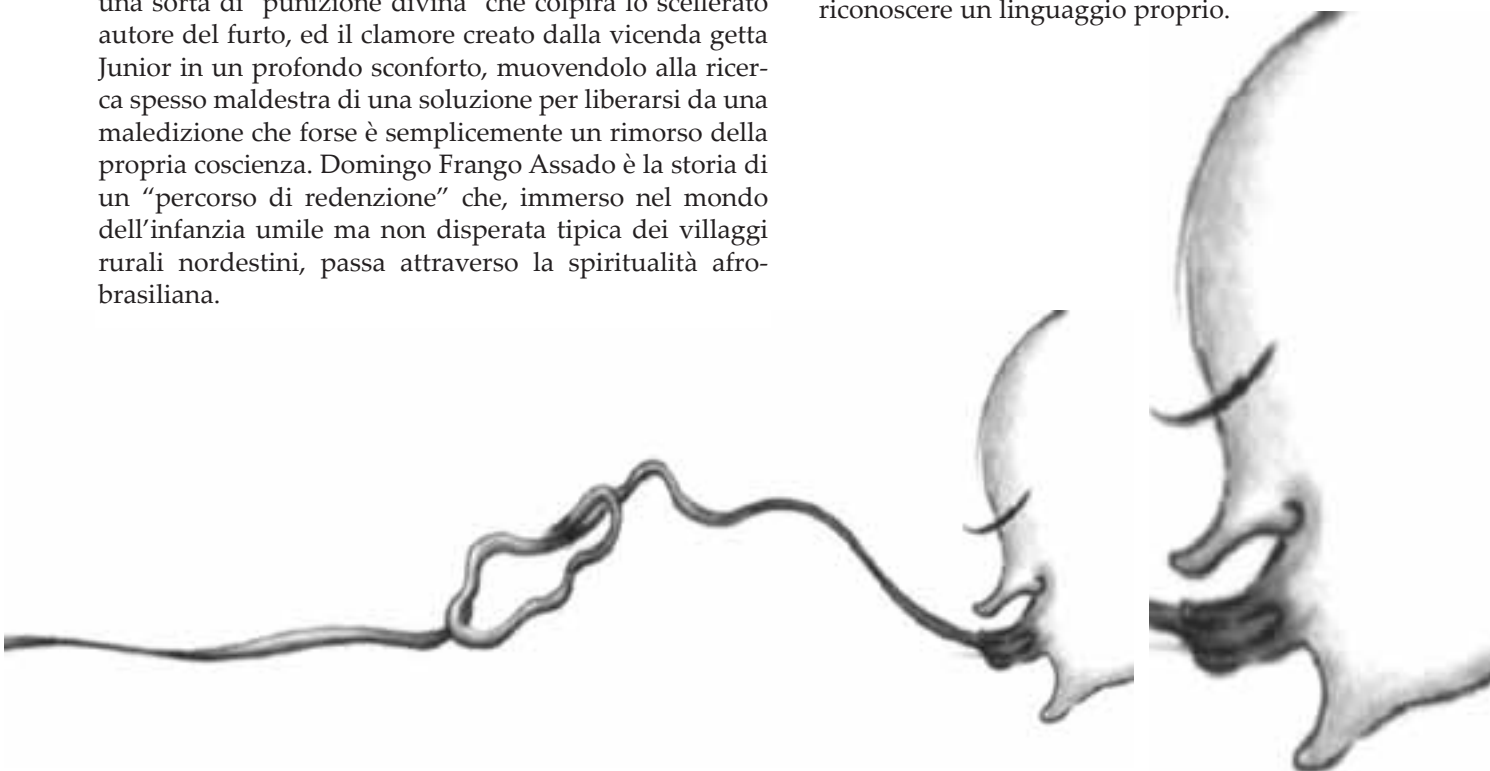 una sorta di “punizione divina” che colpirà lo scellerato
autore del furto, ed il clamore creato dalla vicenda getta
Junior in un profondo sconforto, muovendolo alla ricer-
ca spesso maldestra di una soluzione per liberarsi da una
maledizione che forse è semplicemente un rimorso della
propria coscienza. Domingo Frango Assado è la storia di
un “percorso di redenzione” che, immerso nel mondo
dell’infanzia umile ma non disperata tipica dei villaggi
rurali nordestini, passa attraverso la spiritualità afro-
brasiliana.
riconoscere un linguaggio proprio.